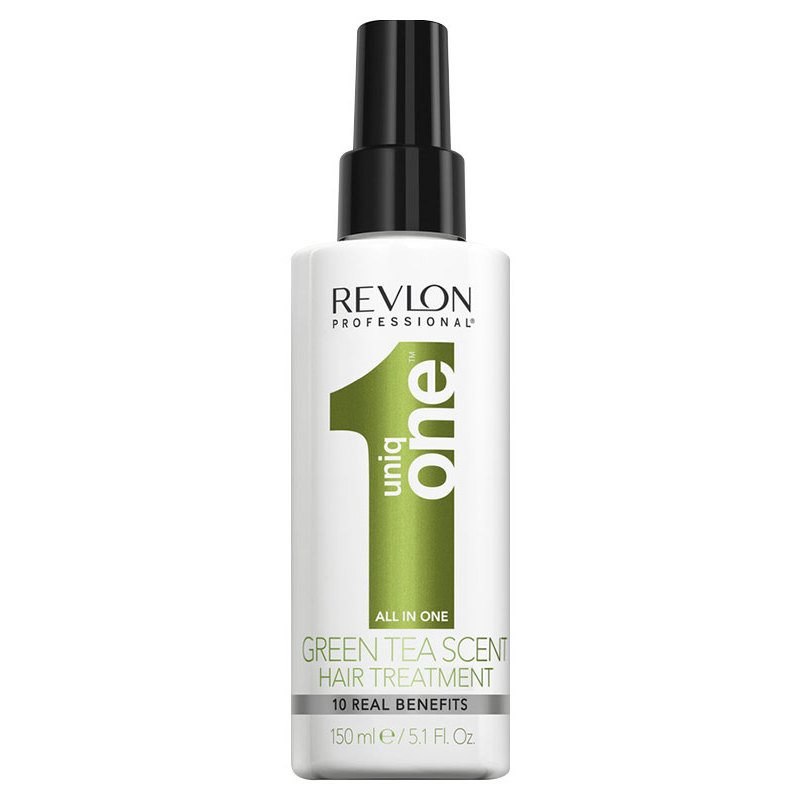 REVLON
PROFESSIONAL®
1
uniq
one™
ALL IN ONE
GREEN TEA SCENT
HAIR TREATMENT
10 REAL BENEFITS
150 ml ℮ / 5.1 Fl. Oz.